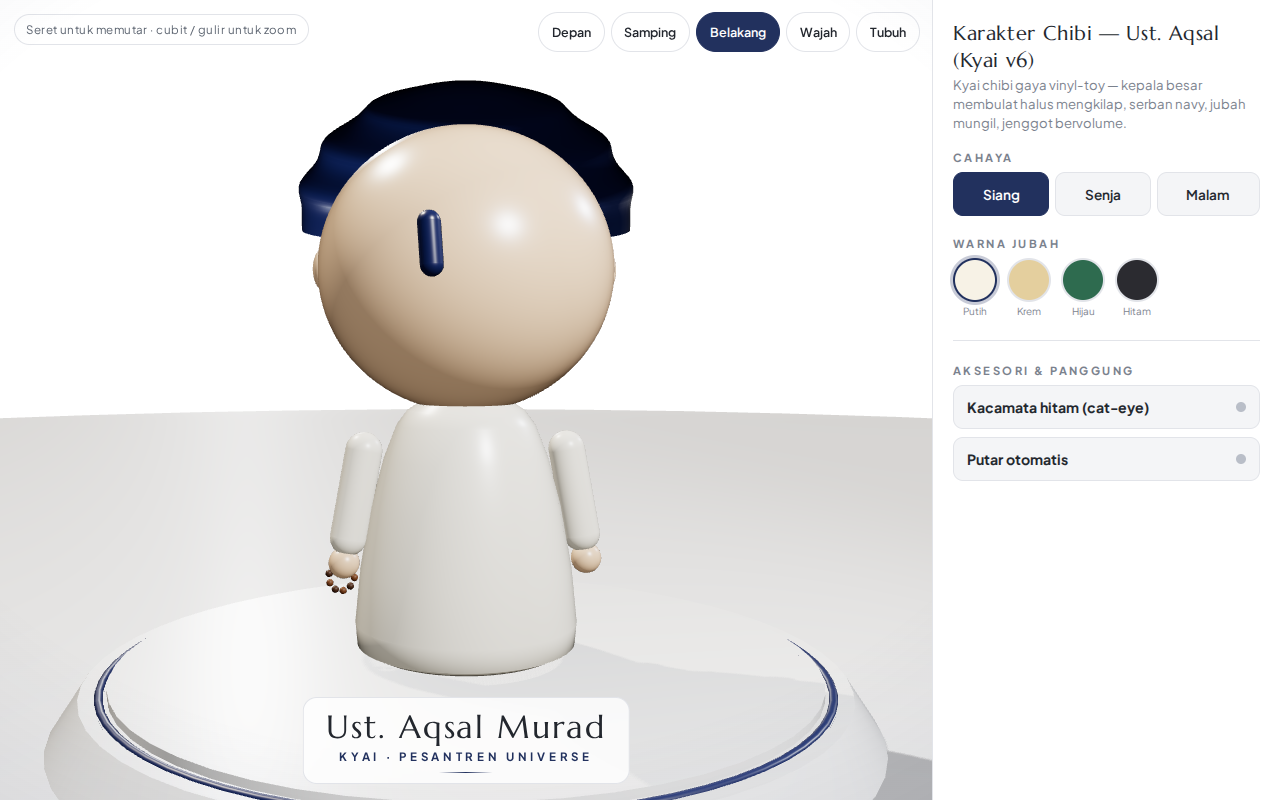 Seret untuk memutar · cubit / gulir untuk zoom
Depan
Samping
Belakang
Wajah
Tubuh
Karakter Chibi — Ust. Aqsal
(Kyai v6)
Kyai chibi gaya vinyl-toy — kepala besar
membulat halus mengkilap, serban navy, jubah
mungil, jenggot bervolume.
CAHAYA
Siang
Senja
Malam
WARNA JUBAH
Putih
Krem
Hijau
Hitam
AKSESORI & PANGGUNG
Kacamata hitam (cat-eye)
Putar otomatis
Ust. Aqsal Murad
KYAI · PESANTREN UNIVERSE